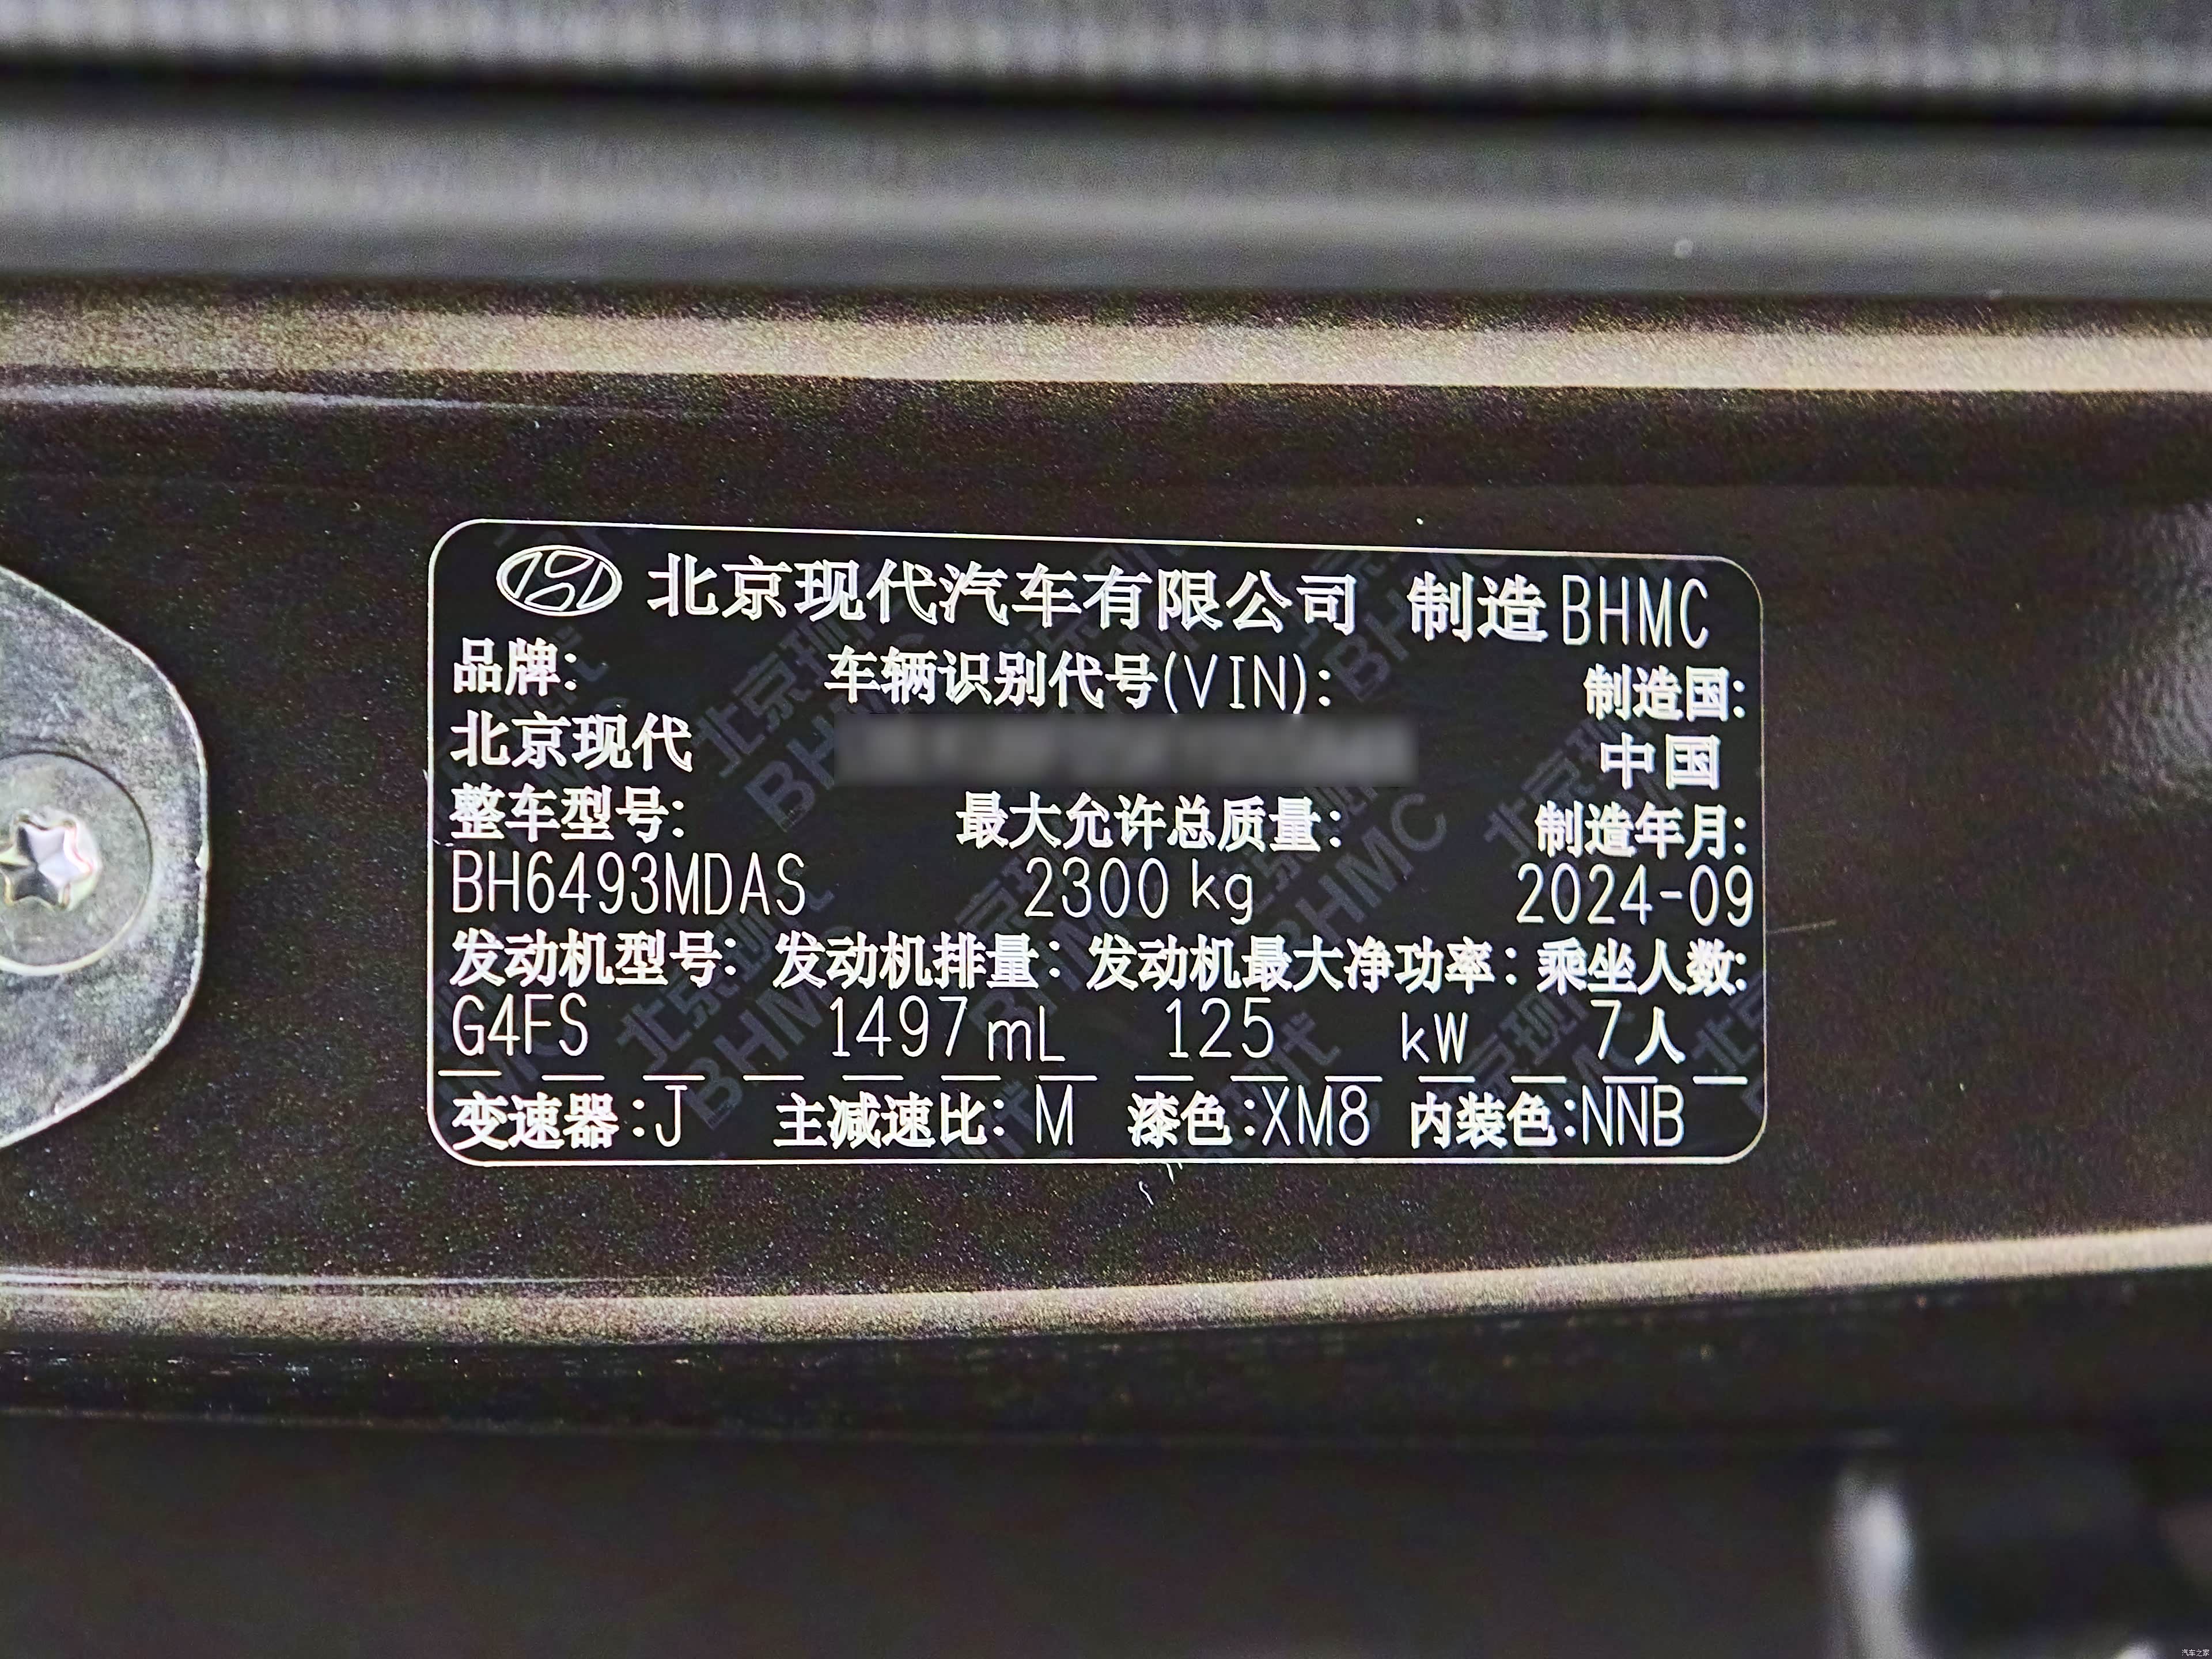 北京现代汽车有限公司 制造 BHMC
品牌: 车辆识别代号(VIN): 制造国:
北京现代 中国
整车型号: 最大允许总质量: 制造年月:
BH6493MDAS 2300 kg 2024-09
发动机型号: 发动机排量: 发动机最大净功率: 乘坐人数:
G4FS 1497 mL 125 kW 7人
变速器:J 主减速比: M 漆色:XM8 内装色:NNB
汽车之家